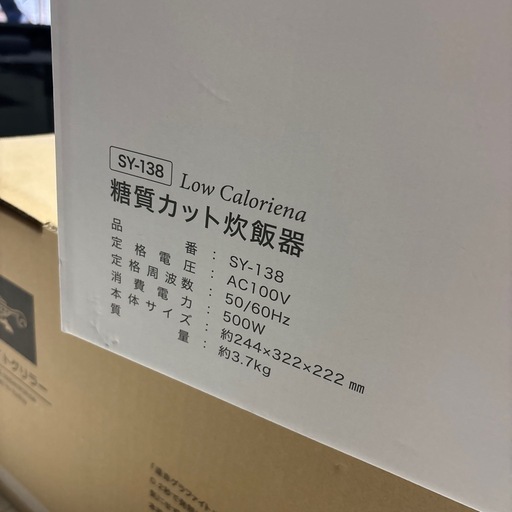 SY-138 Low Caloriena
糖質カット炊飯器
品番 : SY-138
定格電圧 : AC100V
定格周波数 : 50/60Hz
消費電力 : 500W
本体サイズ : 約244×322×222 mm
質量 : 約3.7kg